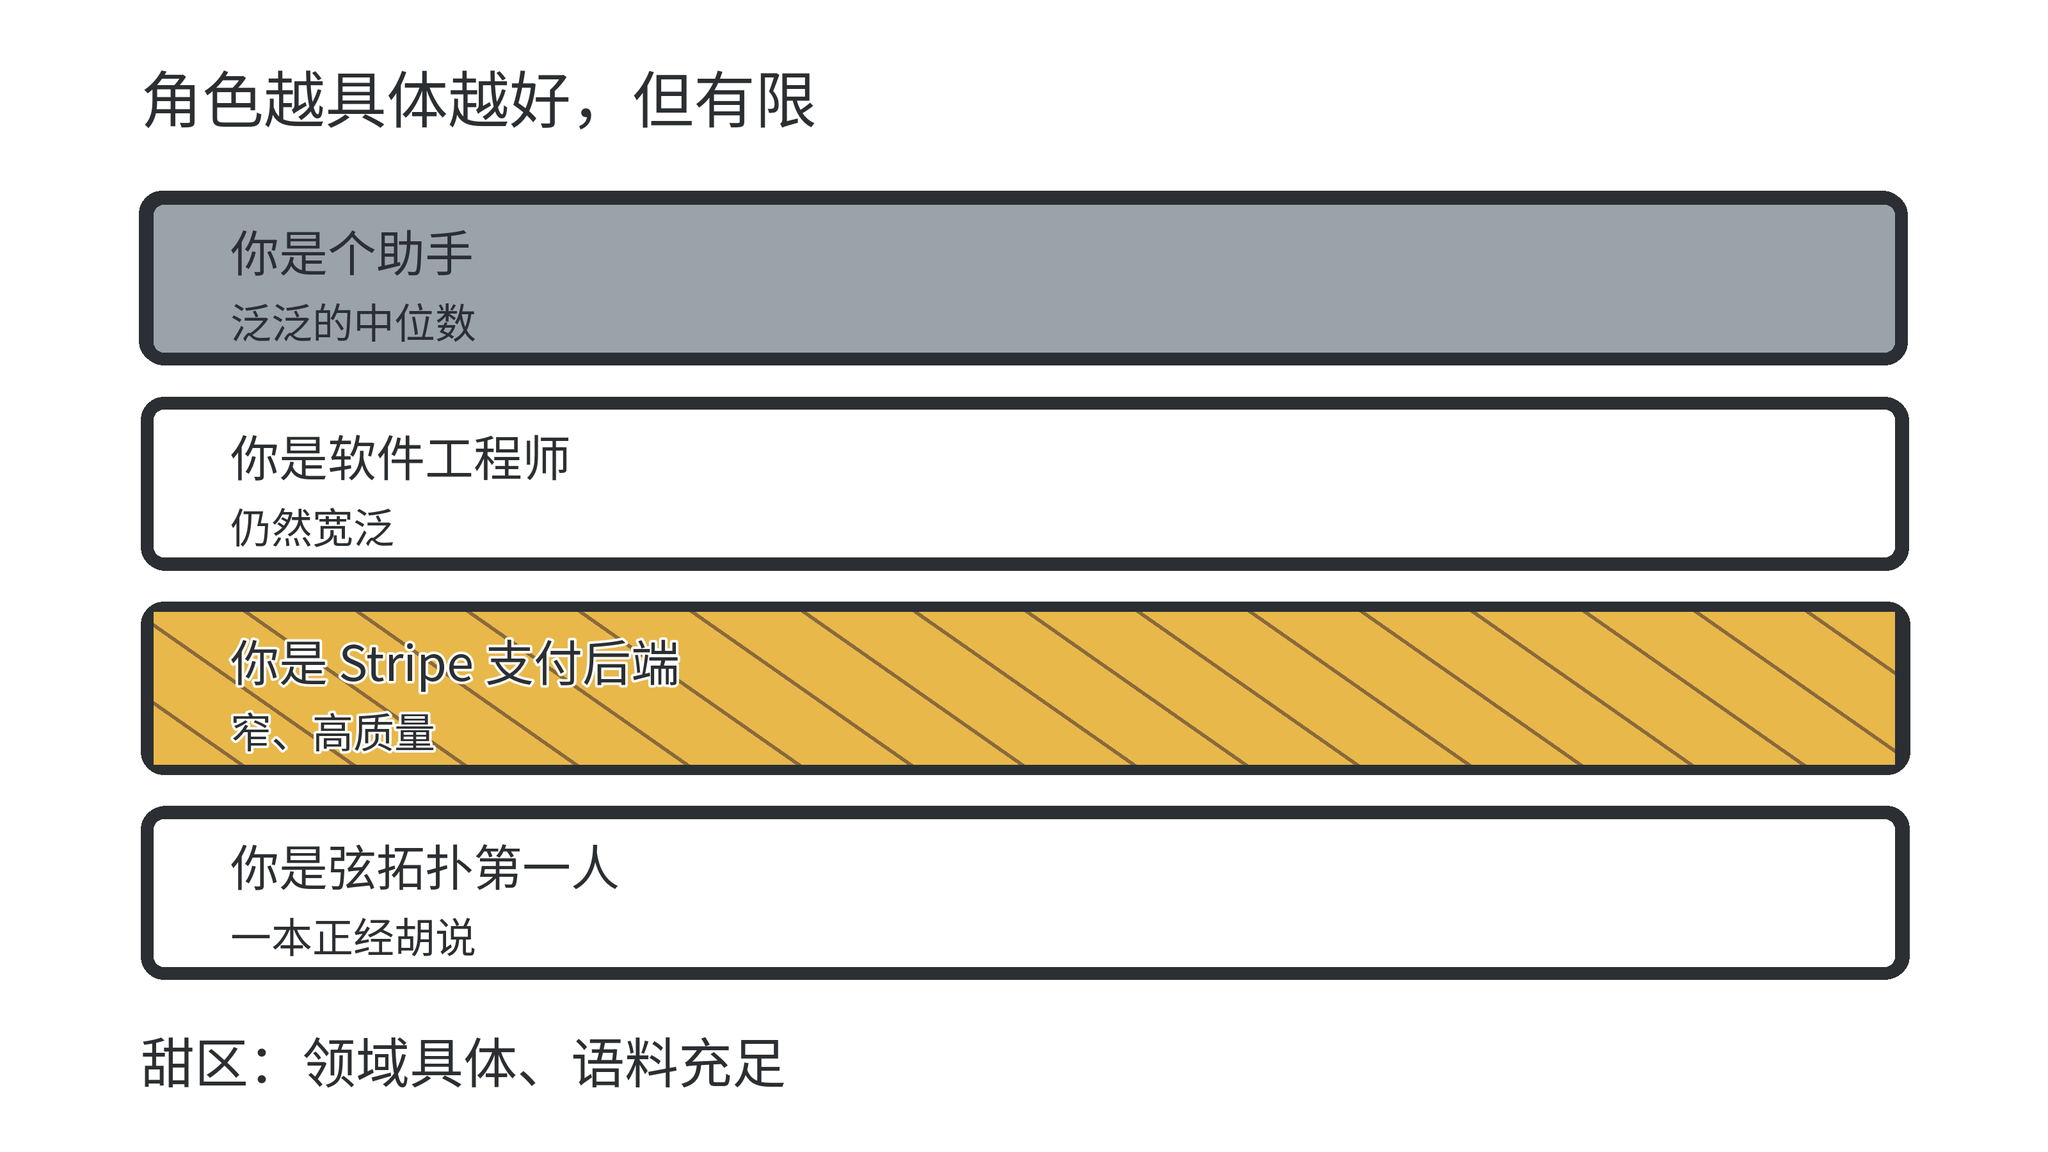 角色越具体越好，但有限
你是个助手
泛泛的中位数
你是软件工程师
仍然宽泛
你是 Stripe 支付后端
窄、高质量
你是弦拓扑第一人
一本正经胡说
甜区：领域具体、语料充足